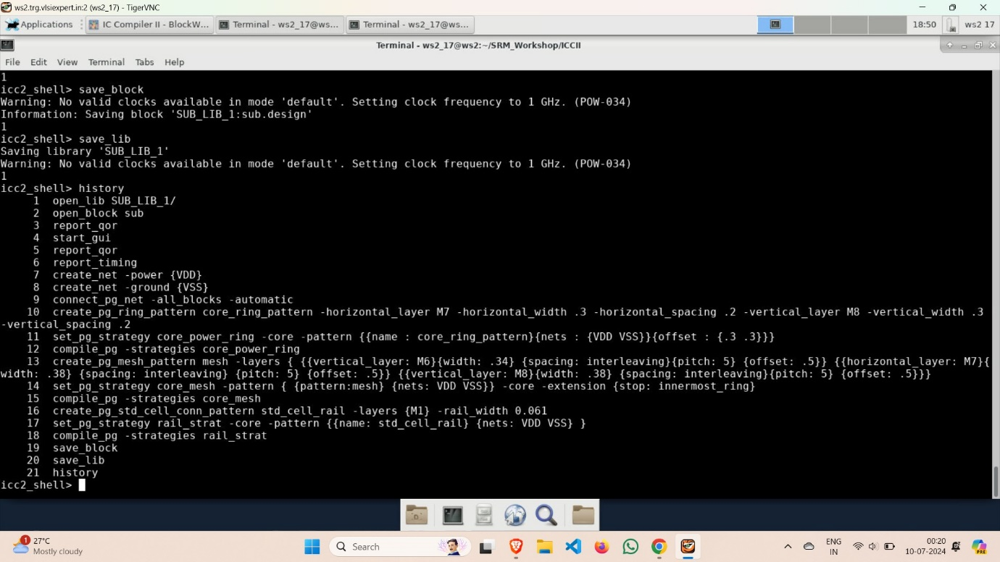 ws2.trg.vlsiexpert.in:2 (ws2_17) - TigerVNC
Applications
IC Compiler II - BlockW...
Terminal - ws2_17@ws...
Terminal - ws2_17@ws...
18:50
ws2 17
Terminal - ws2_17@ws2:~/SRM_Workshop/ICCII
File Edit View Terminal Tabs Help
1
icc2_shell> save_block
Warning: No valid clocks available in mode 'default'. Setting clock frequency to 1 GHz. (POW-034)
Information: Saving block 'SUB_LIB_1:sub.design'
1
icc2_shell> save_lib
Saving library 'SUB_LIB_1'
Warning: No valid clocks available in mode 'default'. Setting clock frequency to 1 GHz. (POW-034)
1
icc2_shell> history
1 open_lib SUB_LIB_1/
2 open_block sub
3 report_qor
4 start_gui
5 report_qor
6 report_timing
7 create_net -power {VDD}
8 create_net -ground {VSS}
9 connect_pg_net -all_blocks -automatic
10 create_pg_ring_pattern core_ring_pattern -horizontal_layer M7 -horizontal_width .3 -horizontal_spacing .2 -vertical_layer M8 -vertical_width .3
-vertical_spacing .2
11 set_pg_strategy core_power_ring -core -pattern {{name : core_ring_pattern}{nets : {VDD VSS}}{offset : {.3 .3}}}
12 compile_pg -strategies core_power_ring
13 create_pg_mesh_pattern mesh -layers { {{vertical_layer: M6}{width: .34} {spacing: interleaving}{pitch: 5} {offset: .5}} {{horizontal_layer: M7}{
width: .38} {spacing: interleaving} {pitch: 5} {offset: .5}} {{vertical_layer: M8}{width: .38} {spacing: interleaving}{pitch: 5} {offset: .5}}}
14 set_pg_strategy core_mesh -pattern { {pattern:mesh} {nets: VDD VSS}} -core -extension {stop: innermost_ring}
15 compile_pg -strategies core_mesh
16 create_pg_std_cell_conn_pattern std_cell_rail -layers {M1} -rail_width 0.061
17 set_pg_strategy rail_strat -core -pattern {{name: std_cell_rail} {nets: VDD VSS} }
18 compile_pg -strategies rail_strat
19 save_block
20 save_lib
21 history
icc2_shell>
1
27°C
Mostly cloudy
Search
ENG
IN
00:20
10-07-2024
PRE